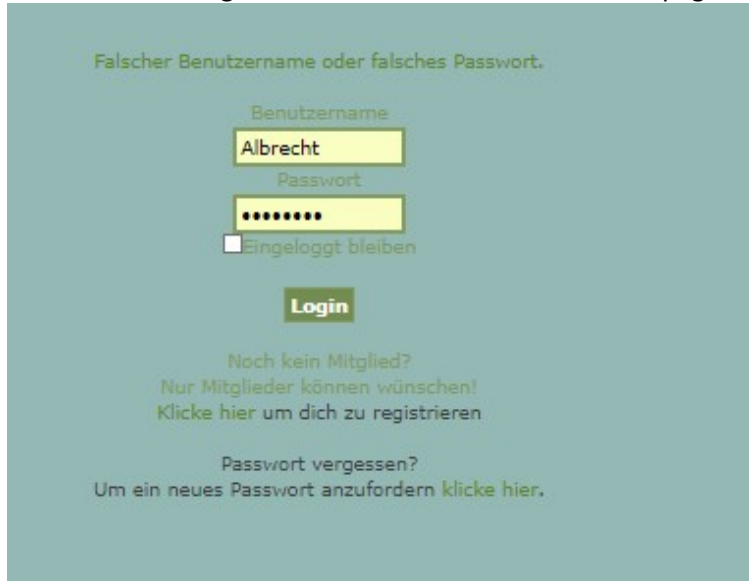 Falscher Benutzername oder falsches Passwort.
Benutzername
Albrecht
Passwort
••••••••
Eingeloggt bleiben
Login
Noch kein Mitglied?
Nur Mitglieder können wünschen!
Klicke hier um dich zu registrieren
Passwort vergessen?
Um ein neues Passwort anzufordern klicke hier.